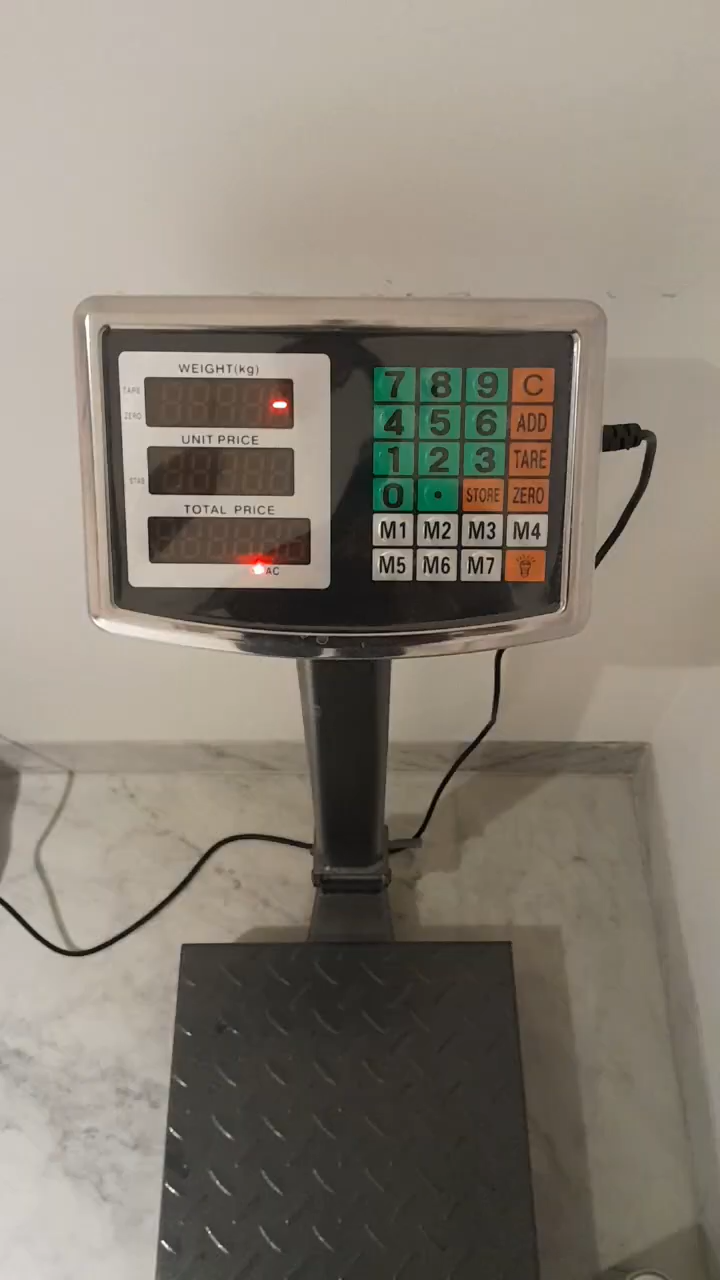 WEIGHT(kg)
TARE
ZERO
UNIT PRICE
STAB
TOTAL PRICE
AC
7 8 9 C
4 5 6 ADD
1 2 3 TARE
0 . STORE ZERO
M1 M2 M3 M4
M5 M6 M7